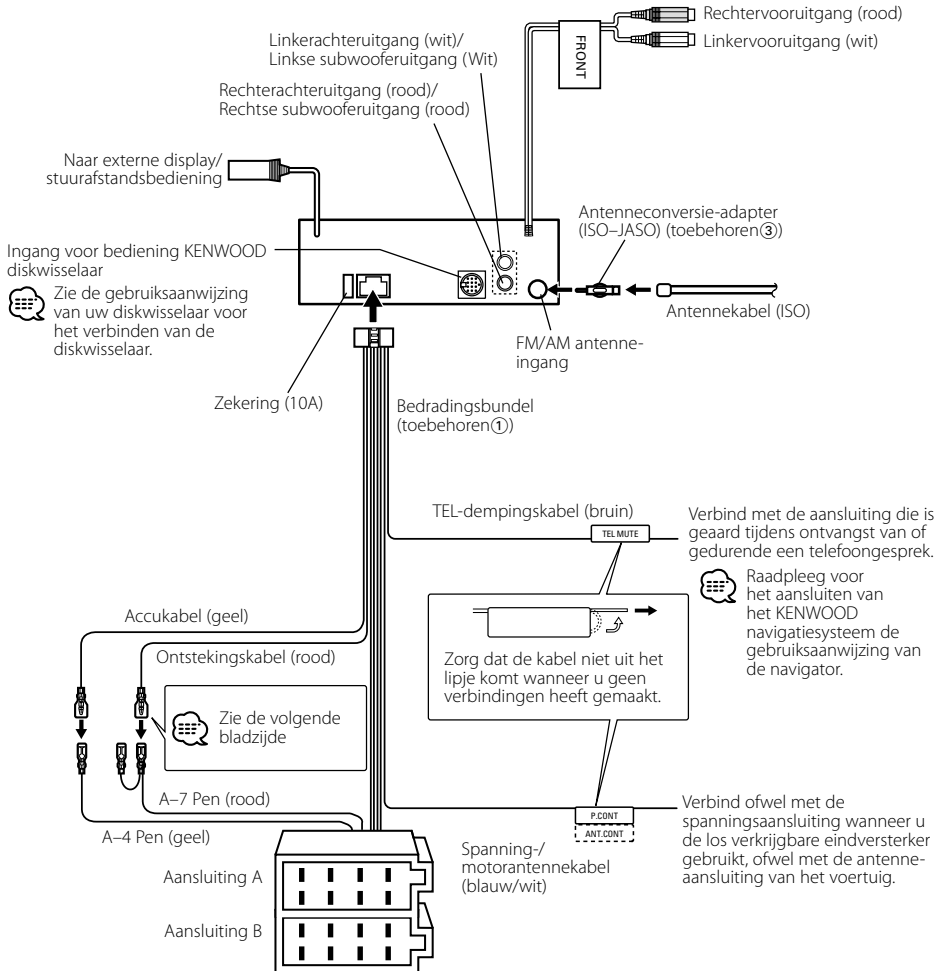 Rechtervooruitgang (rood)
Linkervooruitgang (wit)
FRONT
Linkerachteruitgang (wit)/
Linkse subwooferuitgang (Wit)
Rechterachteruitgang (rood)/
Rechtse subwooferuitgang (rood)
Naar externe display/
stuurafstandsbediening
Antenneconversie-adapter
(ISO–JASO) (toebehoren③)
Ingang voor bediening KENWOOD
diskwisselaar
Zie de gebruiksaanwijzing
van uw diskwisselaar voor
het verbinden van de
diskwisselaar.
Antennekabel (ISO)
FM/AM antenne-
ingang
Zekering (10A)
Bedradingsbundel
(toebehoren①)
TEL-dempingskabel (bruin)
TEL MUTE
Verbind met de aansluiting die is
geaard tijdens ontvangst van of
gedurende een telefoongesprek.
Raadpleeg voor
het aansluiten van
het KENWOOD
navigatiesysteem de
gebruiksaanwijzing van
de navigator.
Accukabel (geel)
Ontstekingskabel (rood)
Zorg dat de kabel niet uit het
lipje komt wanneer u geen
verbindingen heeft gemaakt.
Zie de volgende
bladzijde
A–7 Pen (rood)
A–4 Pen (geel)
P.CONT
ANT.CONT
Spanning-/
motorantennekabel
(blauw/wit)
Verbind ofwel met de
spanningsaansluiting wanneer u
de los verkrijgbare eindversterker
gebruikt, ofwel met de antenne-
aansluiting van het voertuig.
Aansluiting A
Aansluiting B